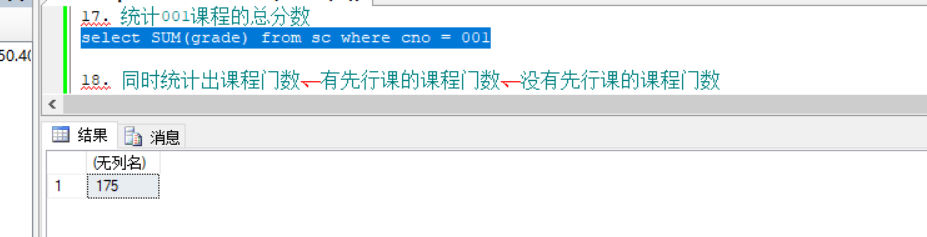 17. 统计001课程的总分数
select SUM(grade) from sc where cno = 001
50.40
18. 同时统计出课程门数、有先行课的课程门数、没有先行课的课程门数
结果 消息
(无列名)
1 175